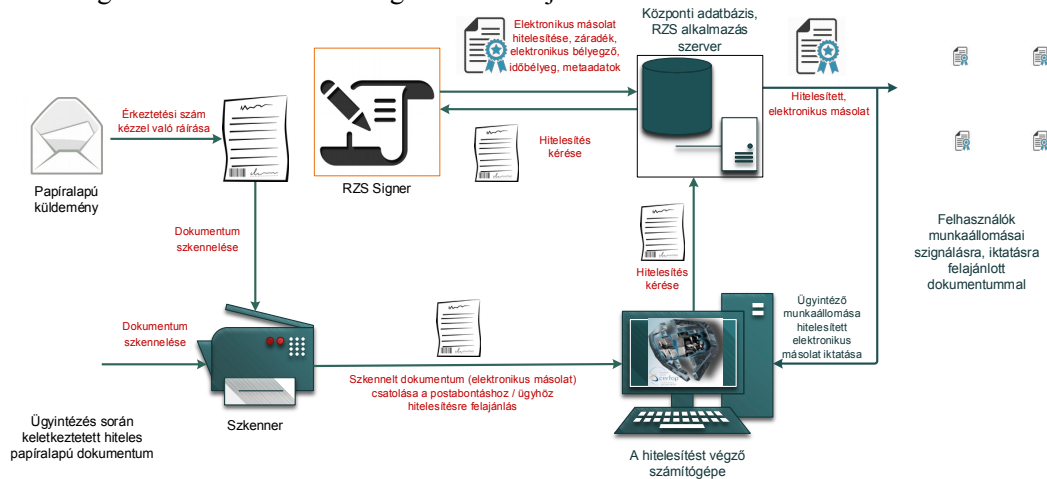 Elektronikus másolat
hitelesítése, záradék,
elektronikus bélyegző,
időbélyeg, metaadatok
Központi adatbázis,
RZS alkalmazás
szerver
Érkeztetési szám
kézzel való ráírása
Hitelesített,
elektronikus másolat
Hitelesítés
kérése
Papíralapú
küldemény
RZS Signer
Dokumentum
szkennelése
Felhasználók
munkaállomásai
szignálásra, iktatásra
felajánlott
dokumentummal
Hitelesítés
kérése
Dokumentum
szkennelése
Ügyintéző
munkaállomása
hitelesített
elektronikus
másolat iktatása
Szkennelt dokumentum (elektronikus másolat)
csatolása a postabontáshoz / ügyhöz
hitelesítésre felajánlás
Ügyintézés során
keletkeztetett hiteles
papíralapú dokumentum
Szkenner
A hitelesítést végző
számítógépe